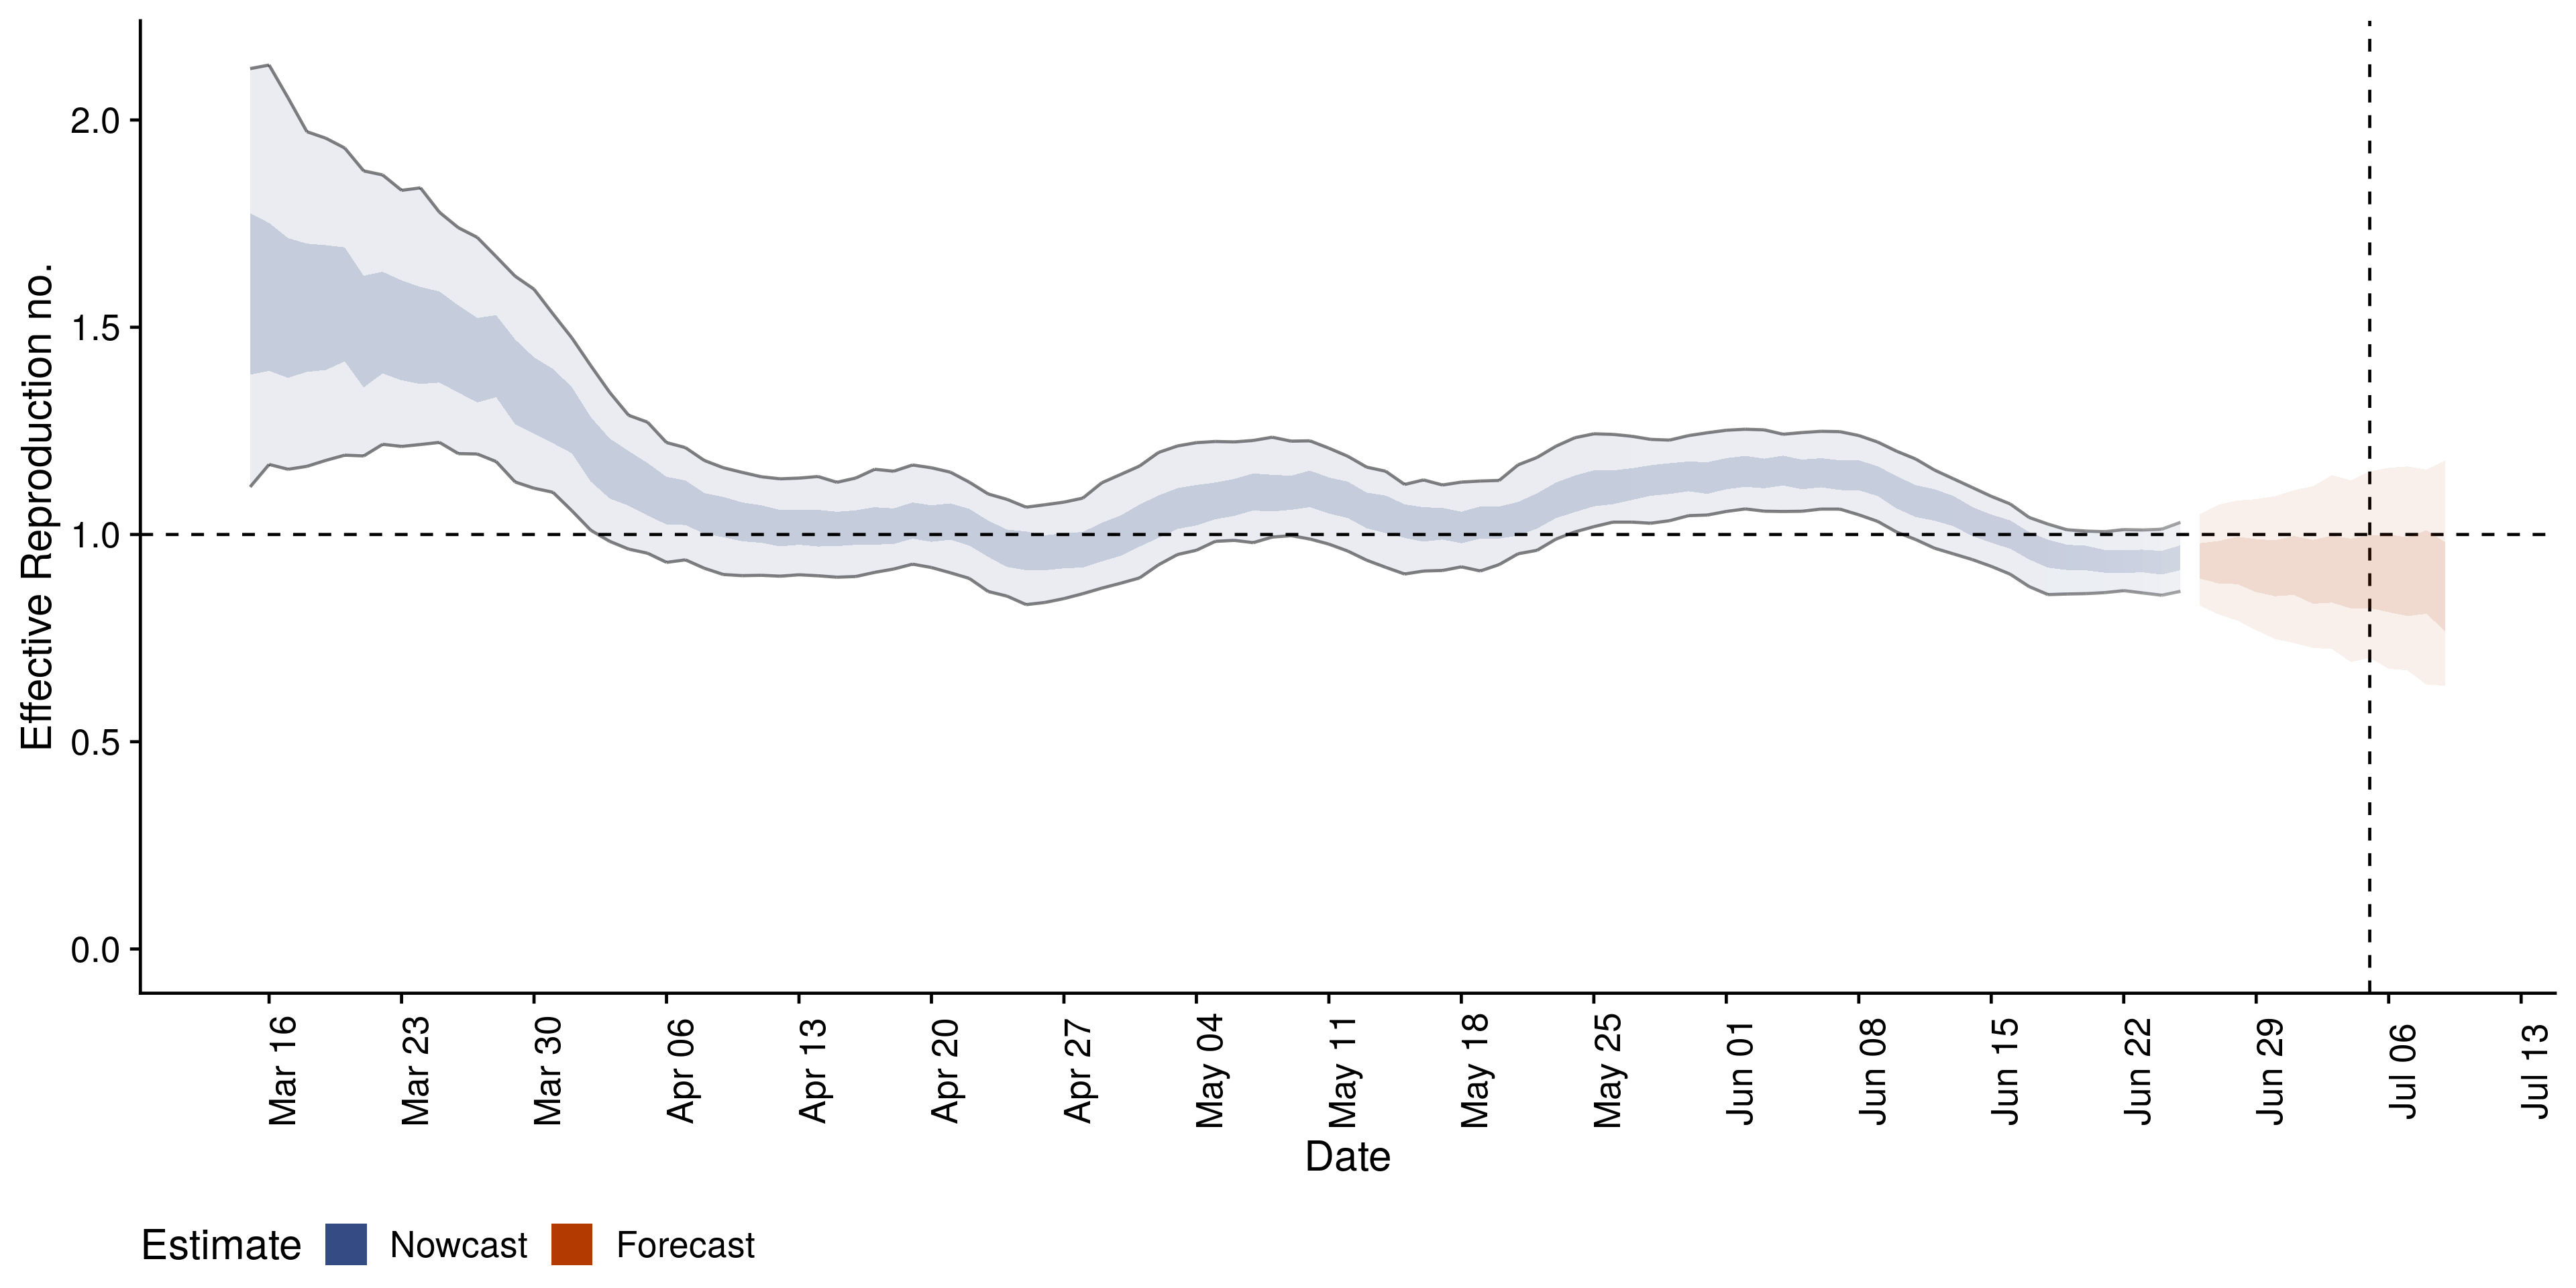 Effective Reproduction no.
2.0
1.5
1.0
0.5
0.0
Mar 16
Mar 23
Mar 30
Apr 06
Apr 13
Apr 20
Apr 27
May 04
May 11
May 18
May 25
Jun 01
Jun 08
Jun 15
Jun 22
Jun 29
Jul 06
Jul 13
Date
Estimate Nowcast Forecast